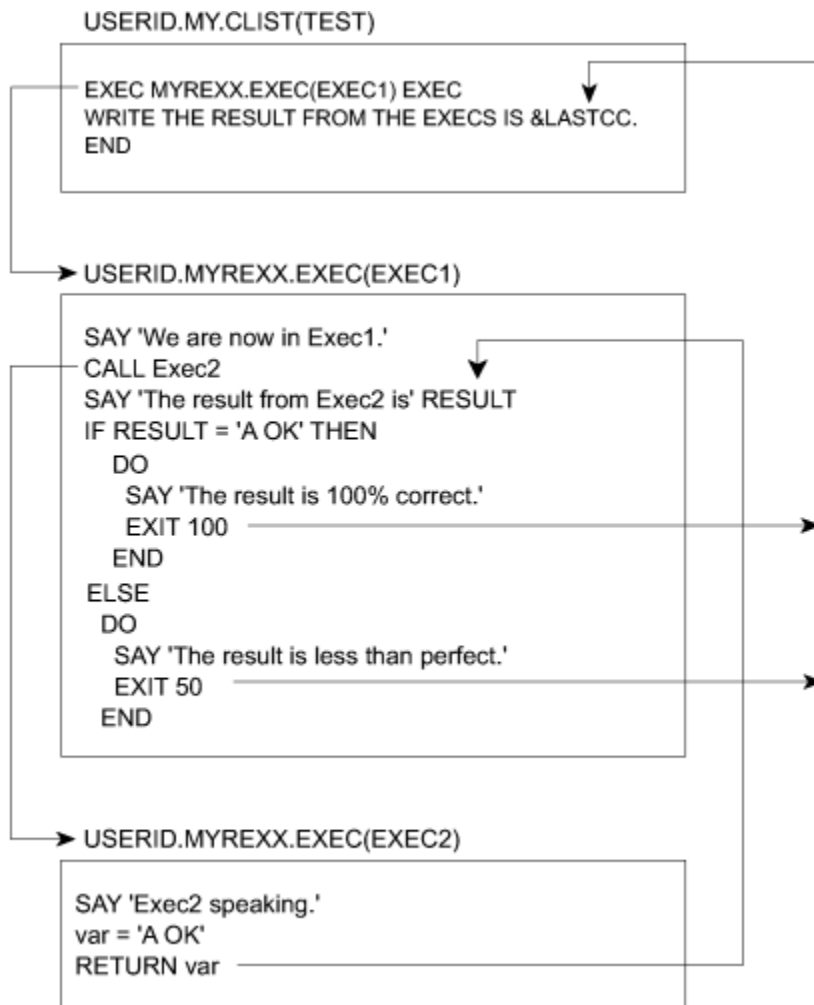 USERID.MY.CLIST(TEST)
EXEC MYREXX.EXEC(EXEC1) EXEC
WRITE THE RESULT FROM THE EXECS IS &LASTCC.
END
USERID.MYREXX.EXEC(EXEC1)
SAY 'We are now in Exec1.'
CALL Exec2
SAY 'The result from Exec2 is' RESULT
IF RESULT = 'A OK' THEN
DO
SAY 'The result is 100% correct.'
EXIT 100
END
ELSE
DO
SAY 'The result is less than perfect.'
EXIT 50
END
USERID.MYREXX.EXEC(EXEC2)
SAY 'Exec2 speaking.'
var = 'A OK'
RETURN var